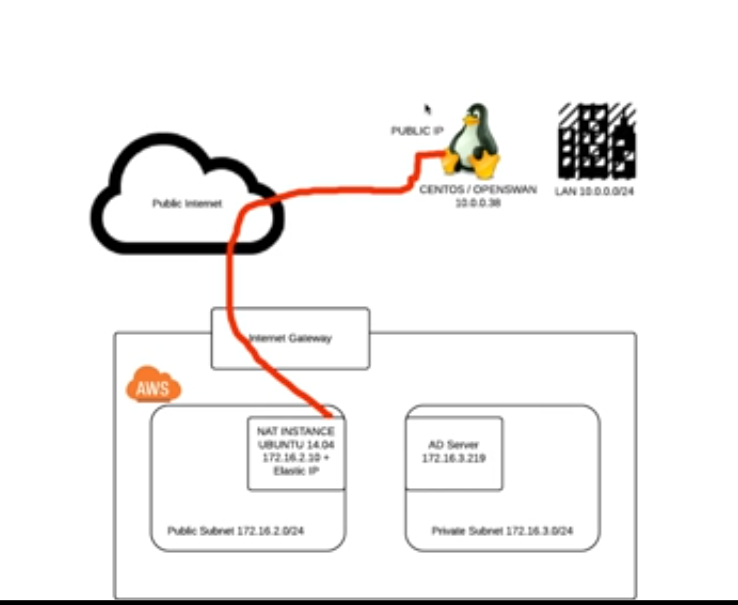 PUBLIC IP
CENTOS / OPENSWAN
10.0.0.38
LAN 10.0.0.0/24
Public Internet
Internet Gateway
AWS
NAT INSTANCE
UBUNTU 14.04
172.16.2.10 +
Elastic IP
AD Server
172.16.3.219
Public Subnet 172.16.2.0/24
Private Subnet 172.16.3.0/24